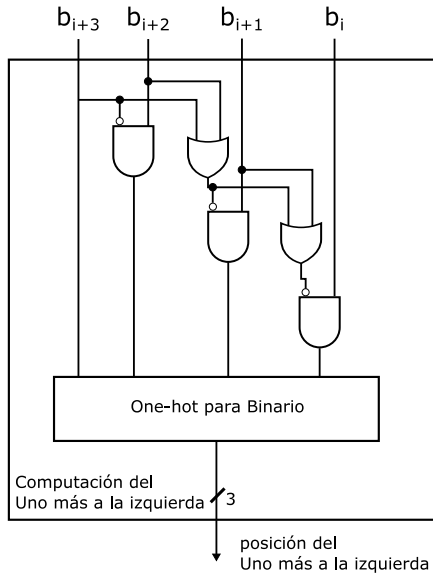 b_{i+3} b_{i+2} b_{i+1} b_i
One-hot para Binario
Computación del
Uno más a la izquierda
3
posición del
Uno más a la izquierda